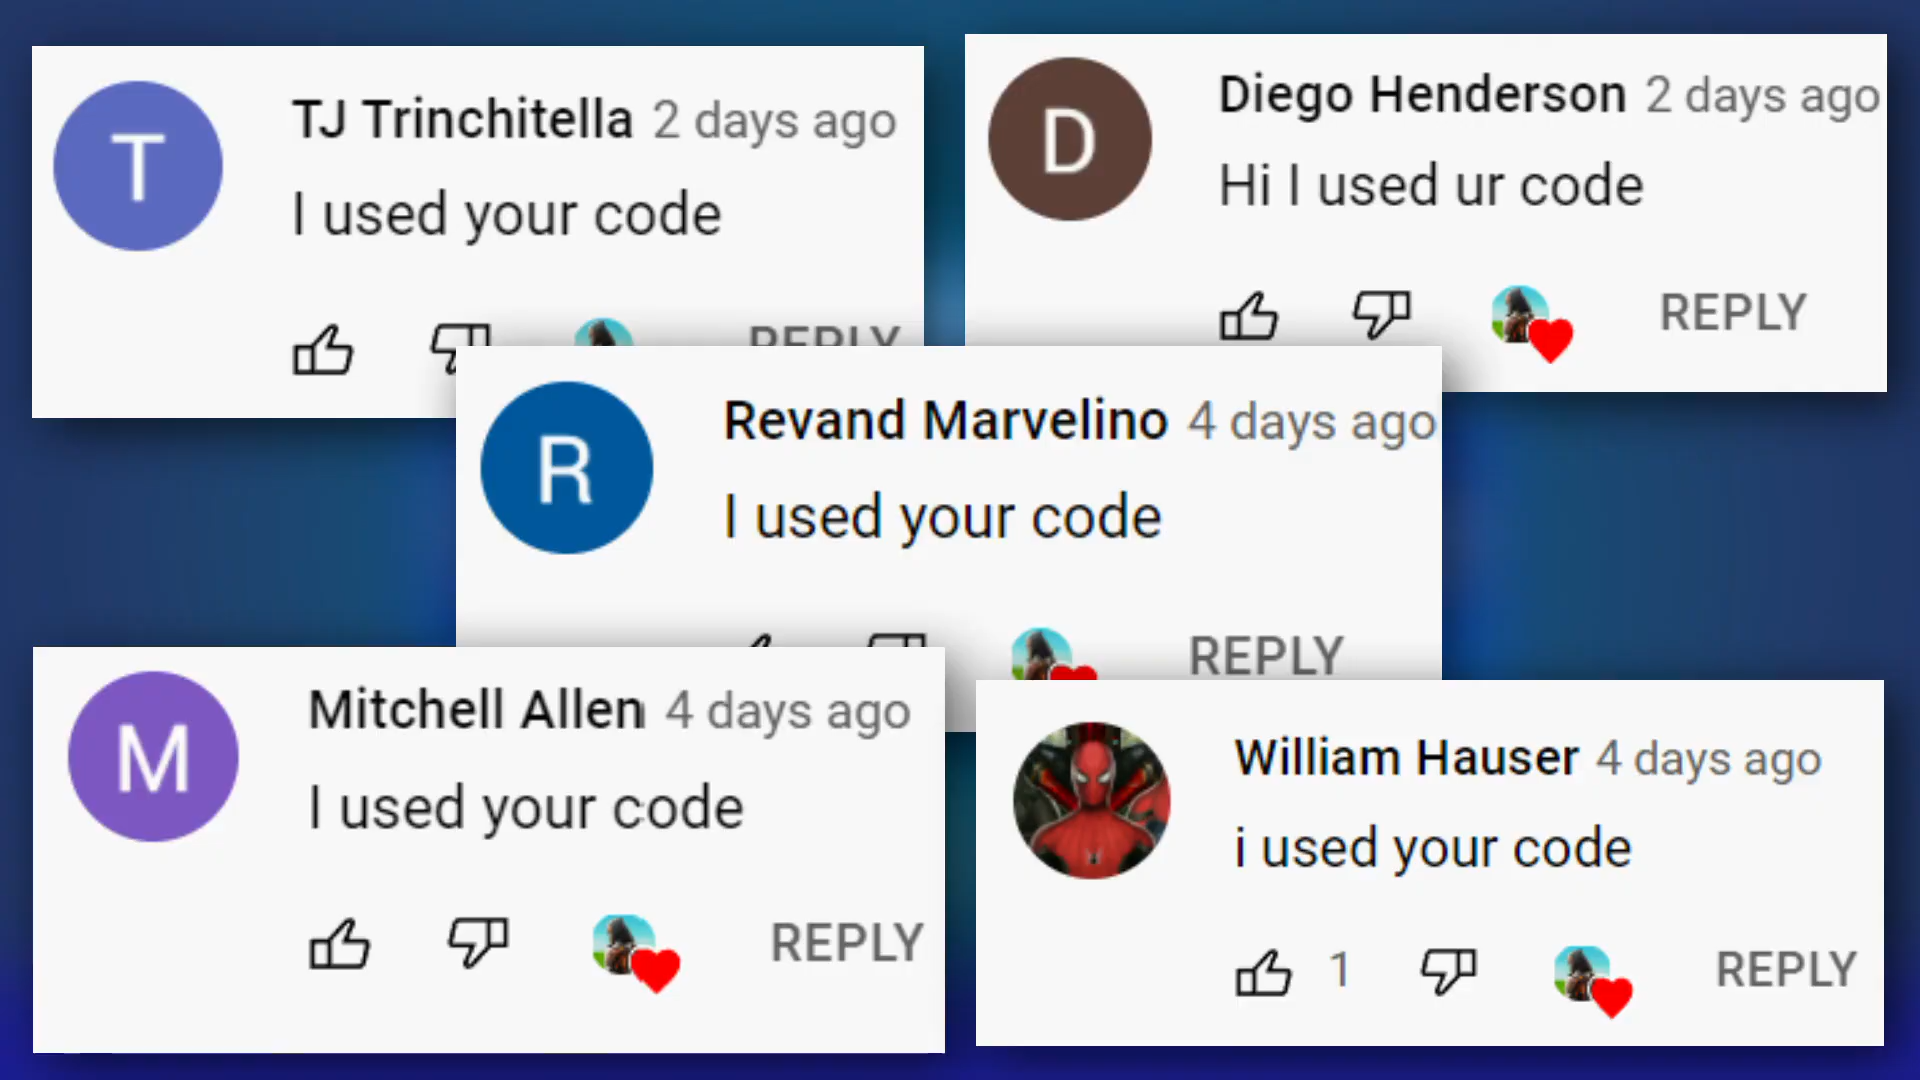 T
TJ Trinchitella 2 days ago
I used your code
REPLY
D
Diego Henderson 2 days ago
Hi I used ur code
REPLY
R
Revand Marvelino 4 days ago
I used your code
REPLY
M
Mitchell Allen 4 days ago
I used your code
REPLY
William Hauser 4 days ago
i used your code
1 REPLY